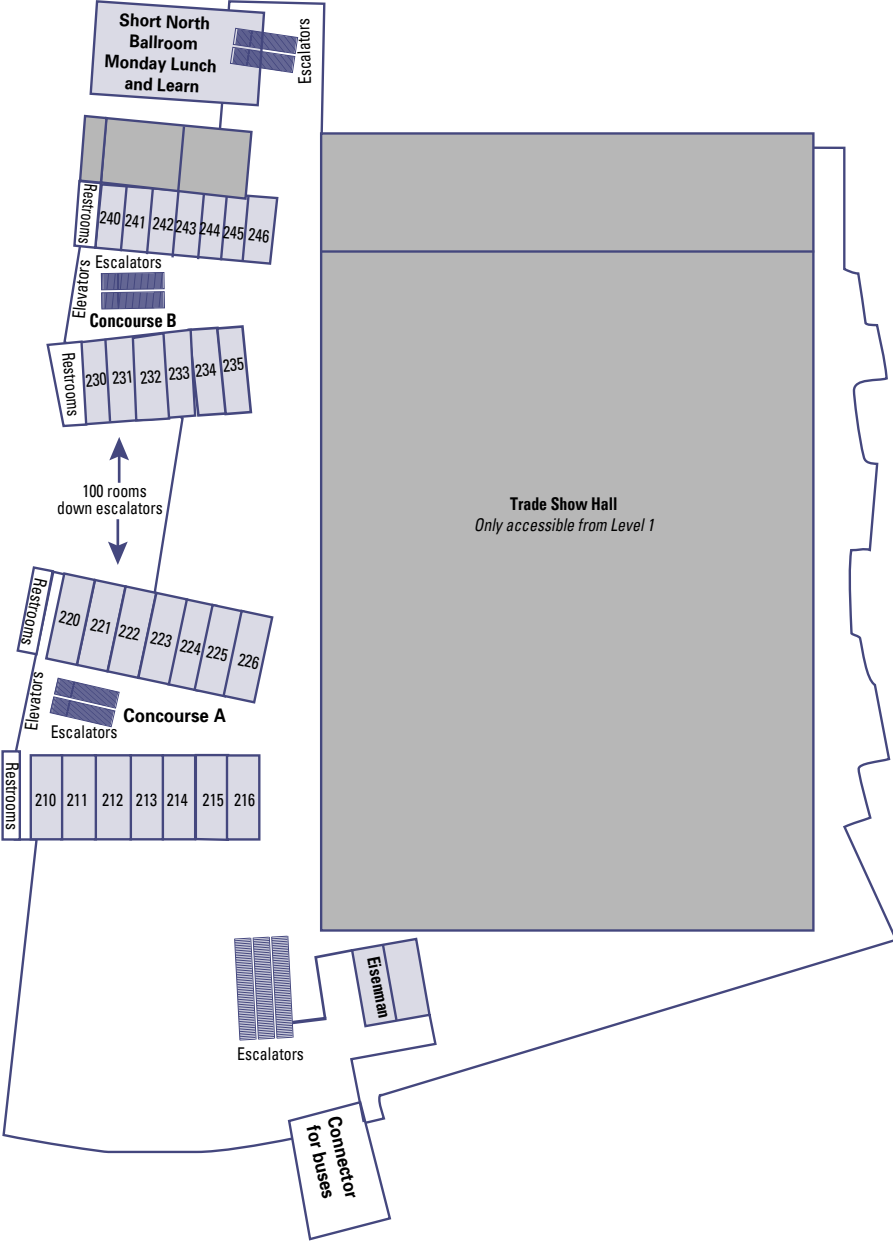 Short North
Ballroom
Monday Lunch
and Learn
Escalators
Restrooms
240
241
242
243
244
245
246
Escalators
Elevators
Concourse B
Restrooms
230
231
232
233
234
235
100 rooms
down escalators
Trade Show Hall
Only accessible from Level 1
Restrooms
220
221
222
223
224
225
226
Elevators
Concourse A
Escalators
Restrooms
210
211
212
213
214
215
216
Eisenman
Escalators
Connector
for buses